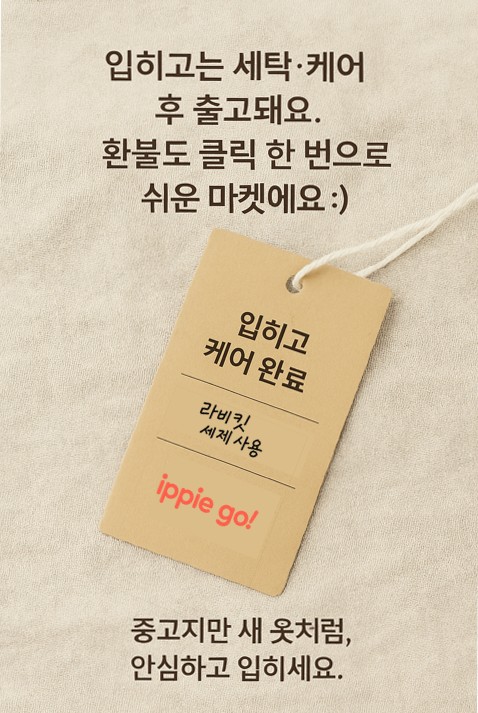 입히고는 세탁·케어
후 출고돼요.
환불도 클릭 한 번으로
쉬운 마켓에요 :)
입히고
케어 완료
라비킷
세제 사용
ippie go!
중고지만 새 옷처럼,
안심하고 입히세요.